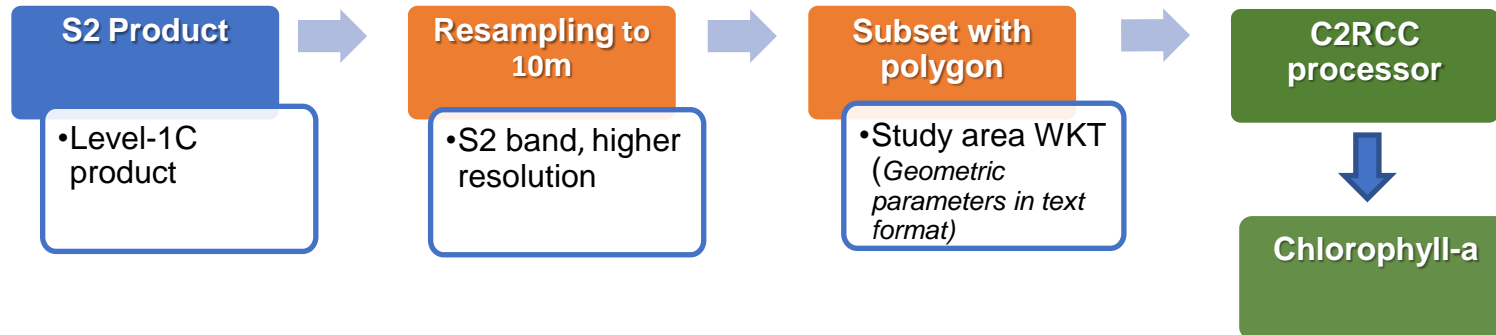 S2 Product
•Level-1C
product
Resampling to
10m
•S2 band, higher
resolution
Subset with
polygon
•Study area WKT
(Geometric
parameters in text
format)
C2RCC
processor
Chlorophyll-a